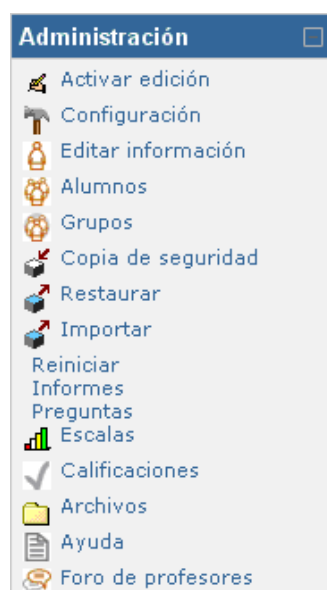 Administración
Activar edición
Configuración
Editar información
Alumnos
Grupos
Copia de seguridad
Restaurar
Importar
Reiniciar
Informes
Preguntas
Escalas
Calificaciones
Archivos
Ayuda
Foro de profesores